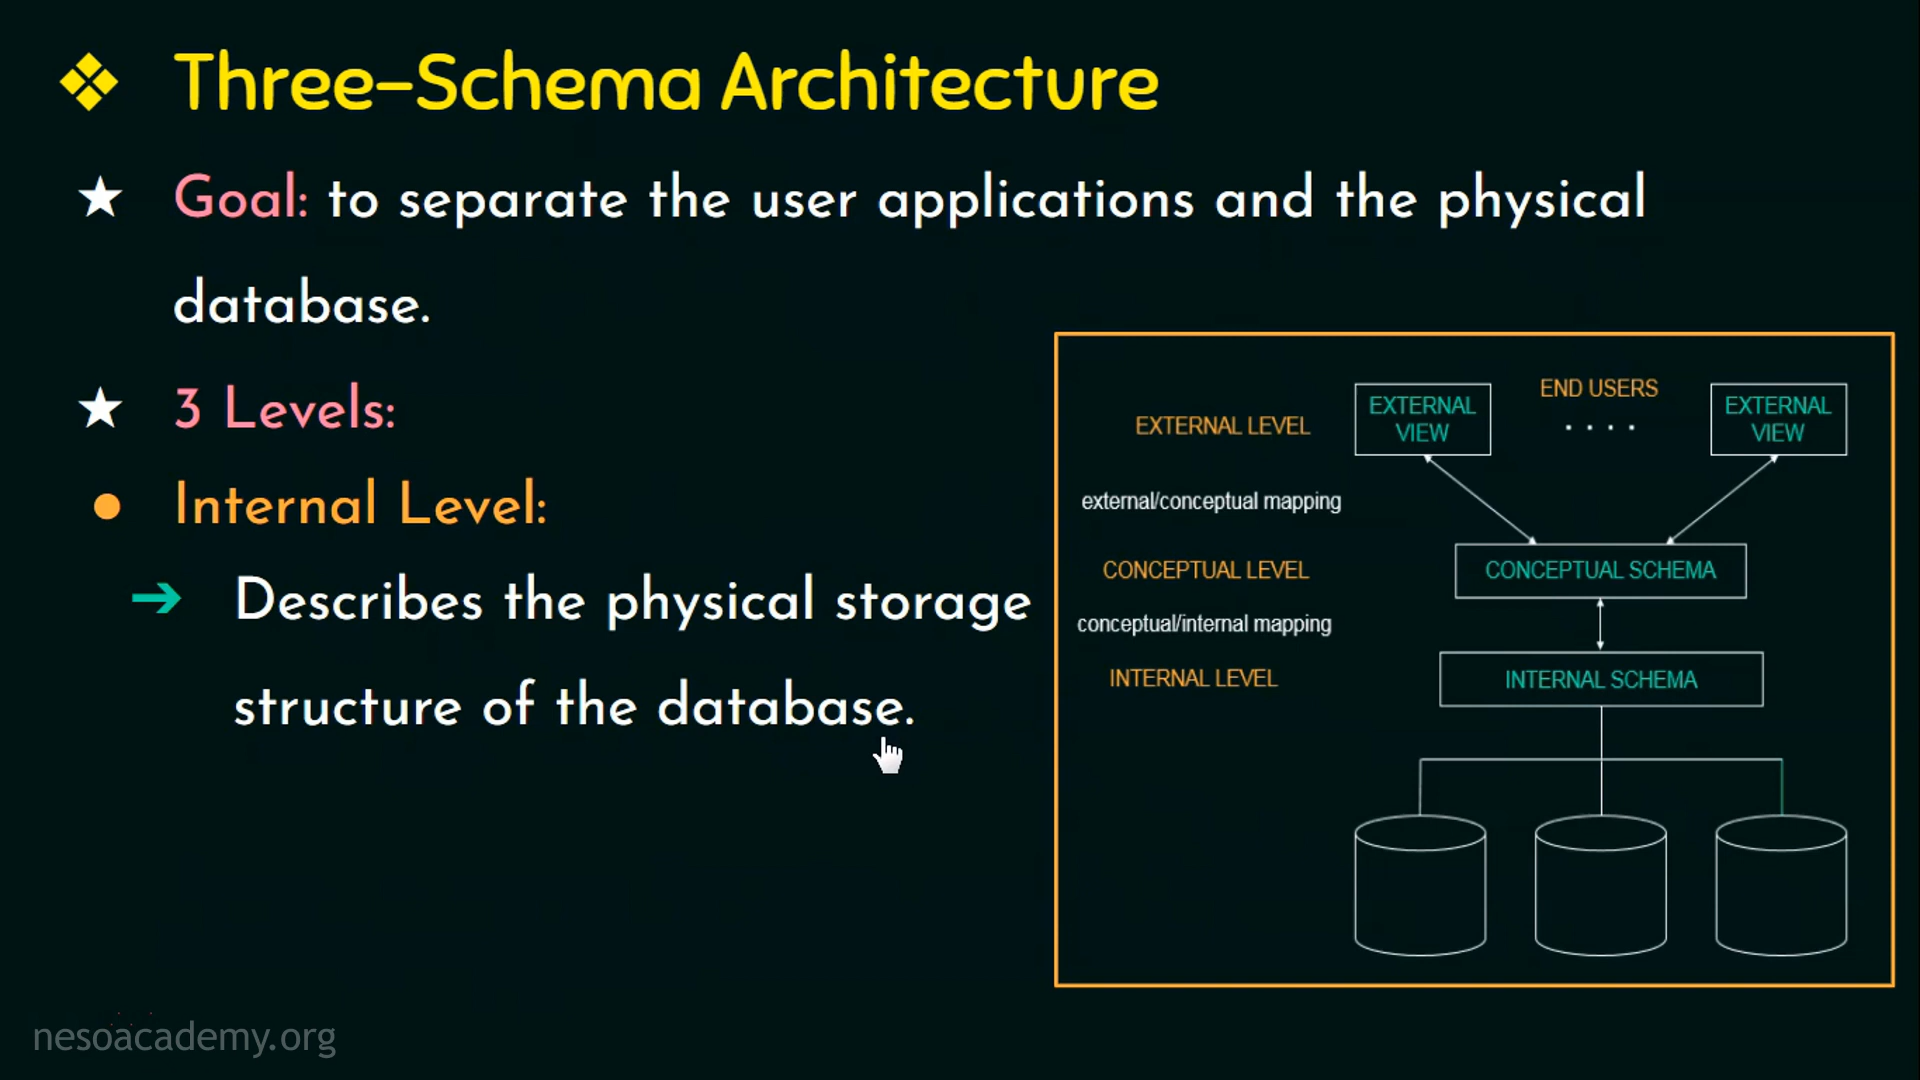 Three-Schema Architecture
Goal: to separate the user applications and the physical
database.
3 Levels:
Internal Level:
Describes the physical storage
structure of the database.
END USERS
EXTERNAL LEVEL
EXTERNAL
VIEW
. . . .
EXTERNAL
VIEW
external/conceptual mapping
CONCEPTUAL LEVEL
CONCEPTUAL SCHEMA
conceptual/internal mapping
INTERNAL LEVEL
INTERNAL SCHEMA
nesoacademy.org